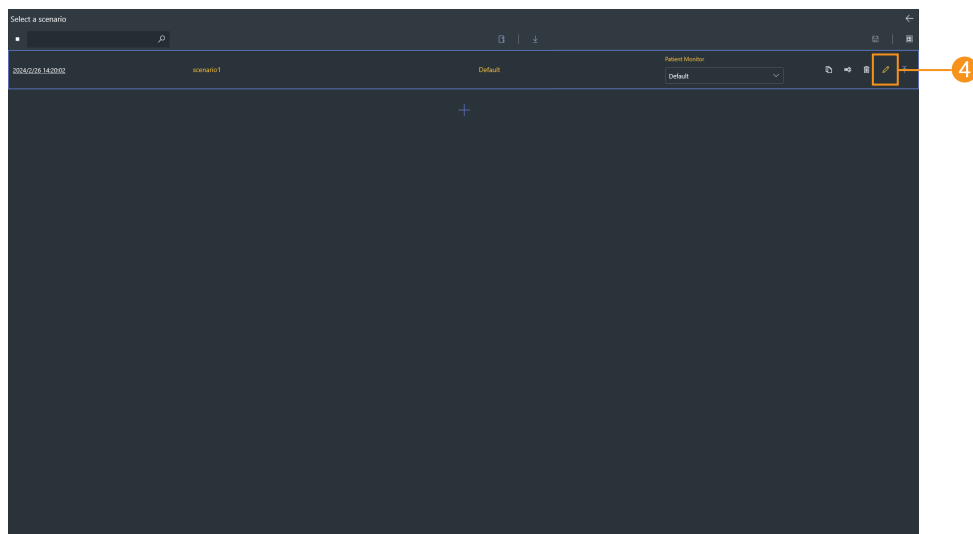 Select a scenario
Patient Monitor
2024/2/26 14:20:02 scenario1 Default Default
4